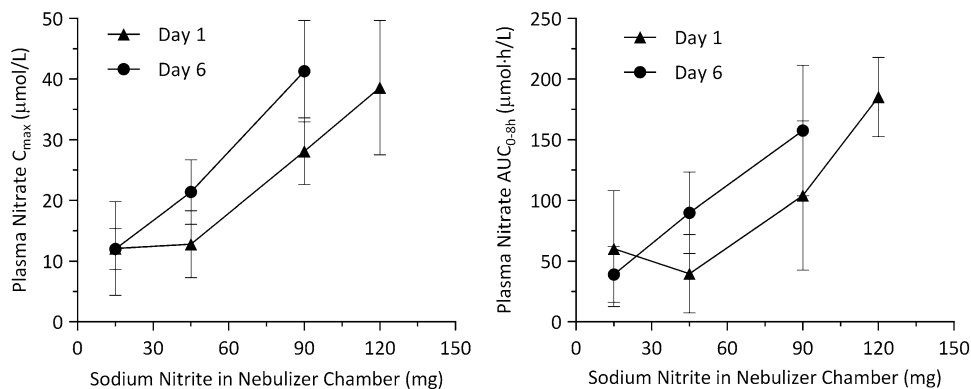 Plasma Nitrate Cmax (μmol/L)
50
40
30
20
10
0
Day 1
Day 6
0 30 60 90 120 150
Sodium Nitrite in Nebulizer Chamber (mg)
Plasma Nitrate AUC0-8h (μmol·h/L)
250
200
150
100
50
0
Day 1
Day 6
0 30 60 90 120 150
Sodium Nitrite in Nebulizer Chamber (mg)